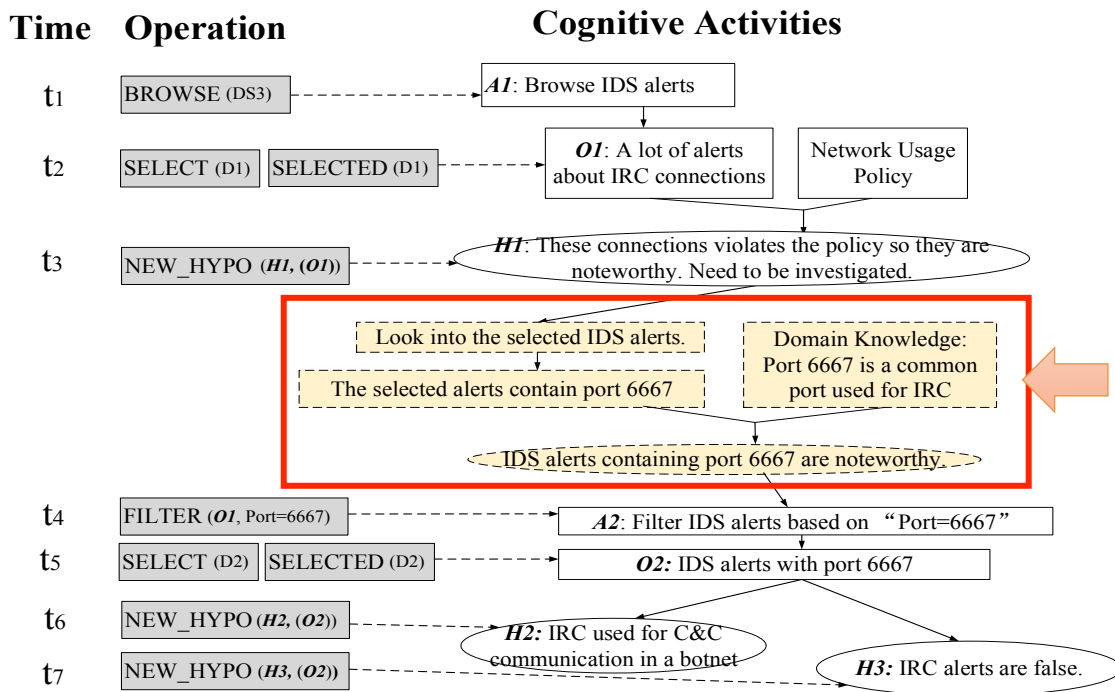 Time Operation Cognitive Activities
t1 BROWSE (DS3) A1: Browse IDS alerts
t2 SELECT (D1) SELECTED (D1)
O1: A lot of alerts
about IRC connections
Network Usage
Policy
t3 NEW_HYPO (H1, (O1))
H1: These connections violates the policy so they are
noteworthy. Need to be investigated.
Look into the selected IDS alerts.
The selected alerts contain port 6667
Domain Knowledge:
Port 6667 is a common
port used for IRC
IDS alerts containing port 6667 are noteworthy.
t4 FILTER (O1, Port=6667) A2: Filter IDS alerts based on “Port=6667”
t5 SELECT (D2) SELECTED (D2) O2: IDS alerts with port 6667
t6 NEW_HYPO (H2, (O2))
H2: IRC used for C&C
communication in a botnet
t7 NEW_HYPO (H3, (O2)) H3: IRC alerts are false.